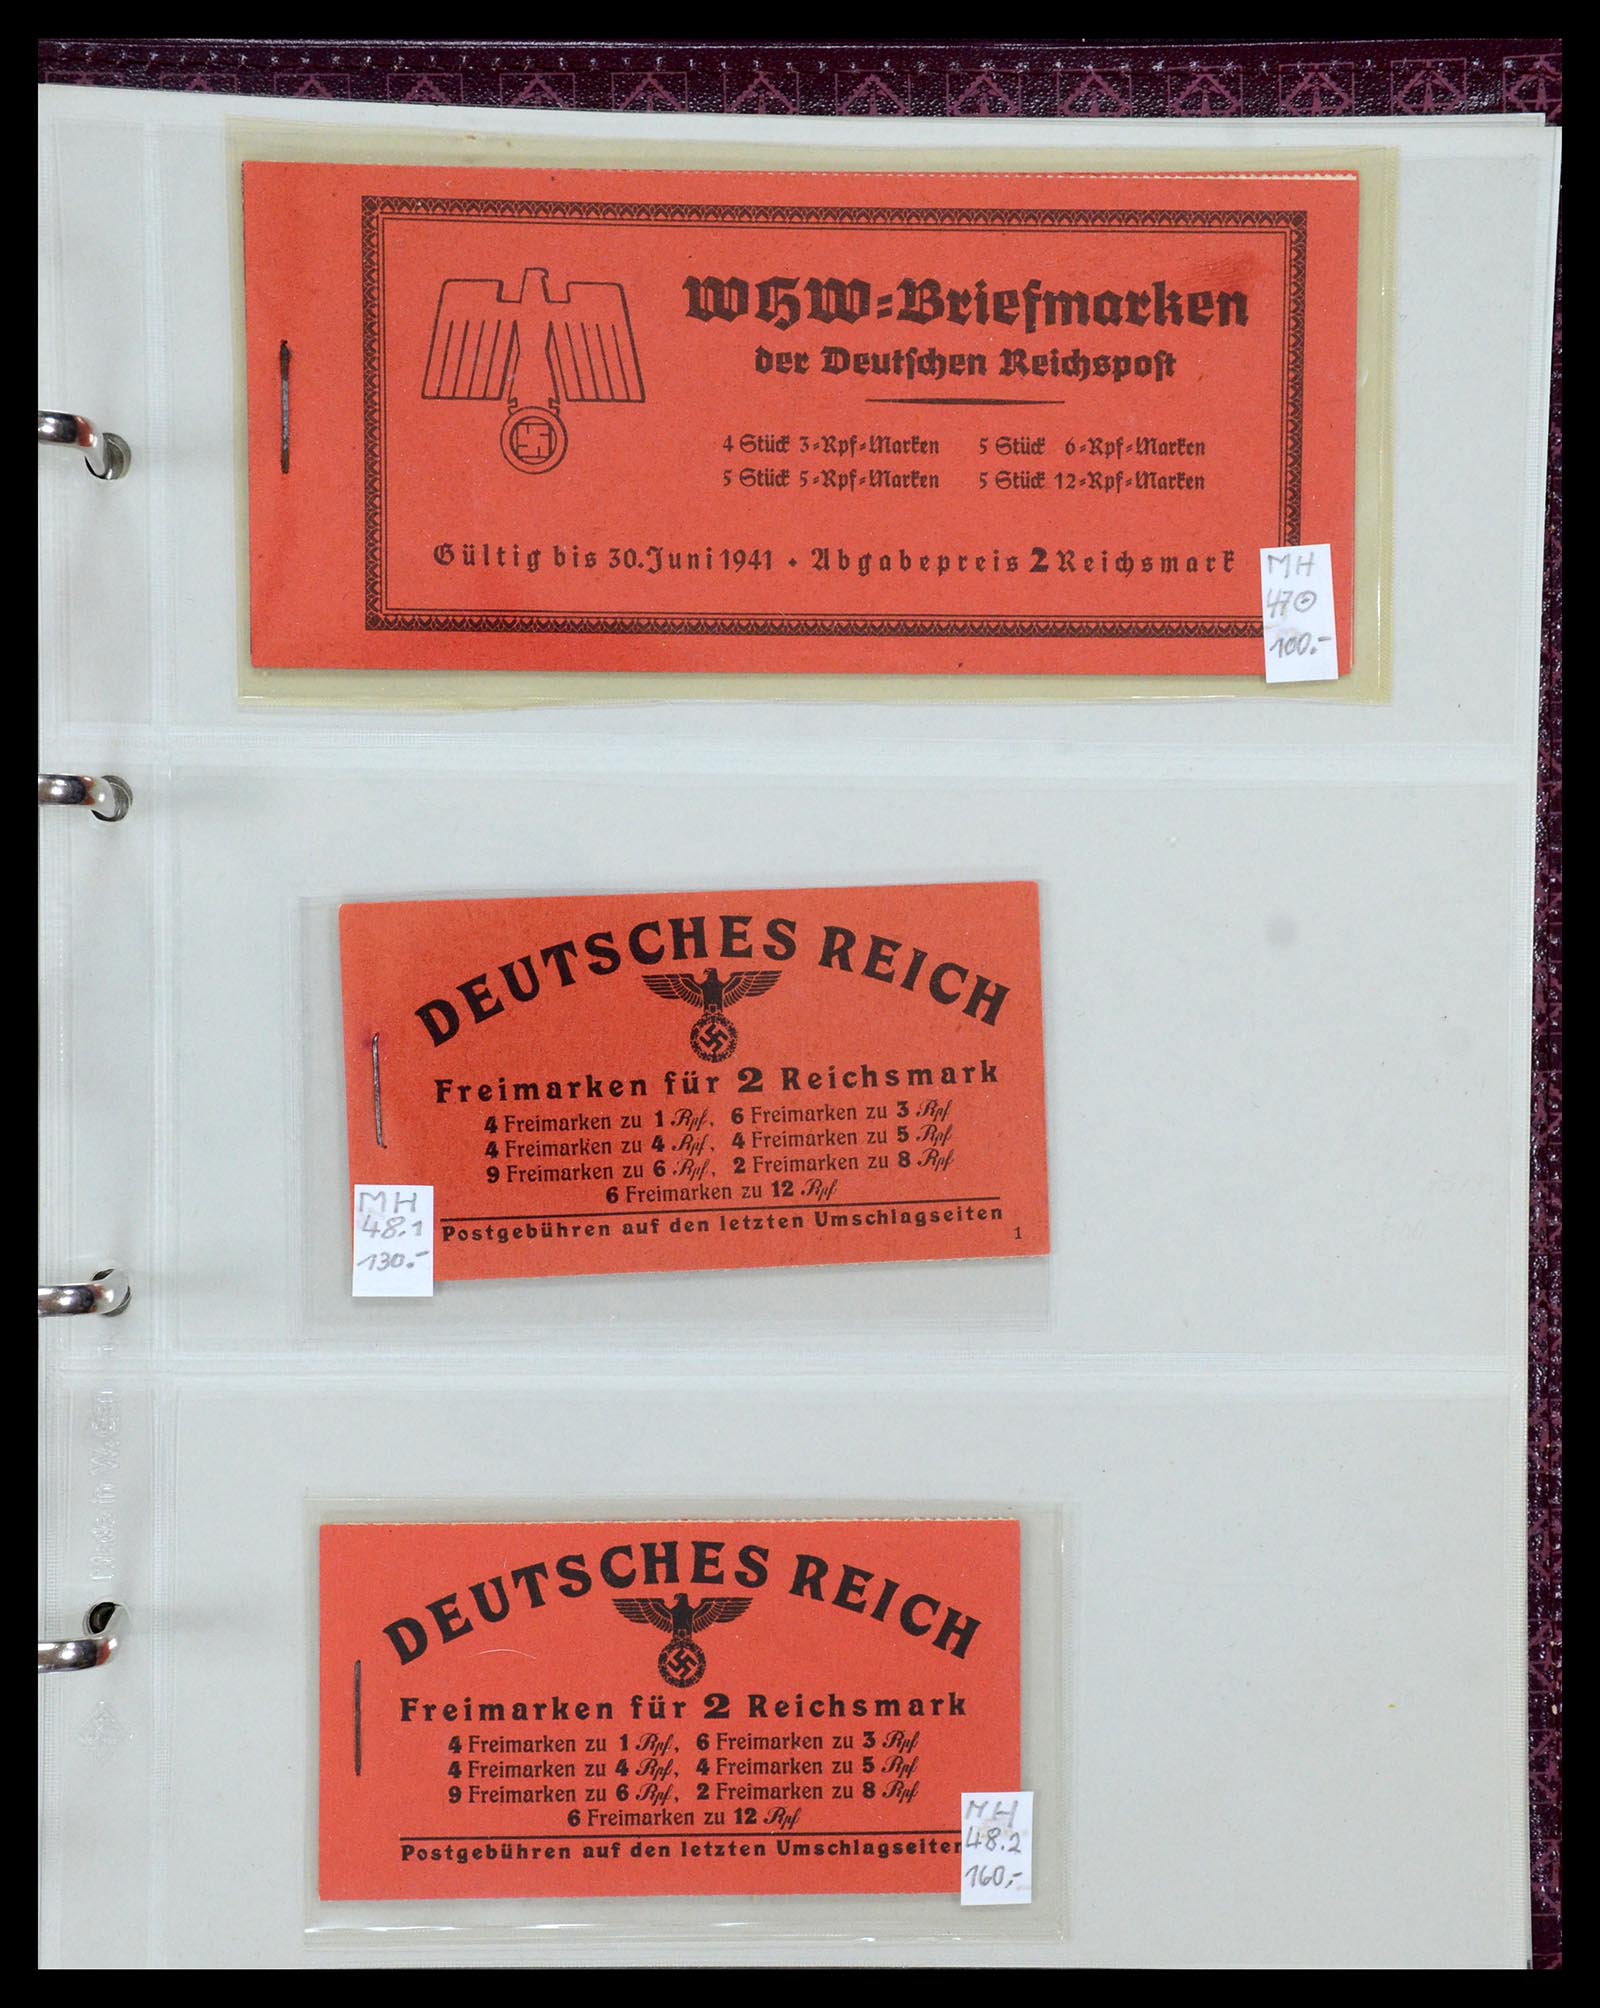 WHW=Briefmarken
der Deutschen Reichspost
4 Stück 3=Rpf=Marken 5 Stück 6=Rpf=Marken
5 Stück 5=Rpf=Marken 5 Stück 12=Rpf=Marken
Gültig bis 30. Juni 1941 • Abgabepreis 2 Reichsmark
MH
47
100.-
DEUTSCHES REICH
Freimarken für 2 Reichsmark
4 Freimarken zu 1 Rpf, 6 Freimarken zu 3 Rpf
4 Freimarken zu 4 Rpf, 4 Freimarken zu 5 Rpf
9 Freimarken zu 6 Rpf, 2 Freimarken zu 8 Rpf
6 Freimarken zu 12 Rpf
Postgebühren auf den letzten Umschlagseiten
1
MH
48.1
130.-
DEUTSCHES REICH
Freimarken für 2 Reichsmark
4 Freimarken zu 1 Rpf, 6 Freimarken zu 3 Rpf
4 Freimarken zu 4 Rpf, 4 Freimarken zu 5 Rpf
9 Freimarken zu 6 Rpf, 2 Freimarken zu 8 Rpf
6 Freimarken zu 12 Rpf
Postgebühren auf den letzten Umschlagseiten
MH
48.2
160,-
Made in W. Ger